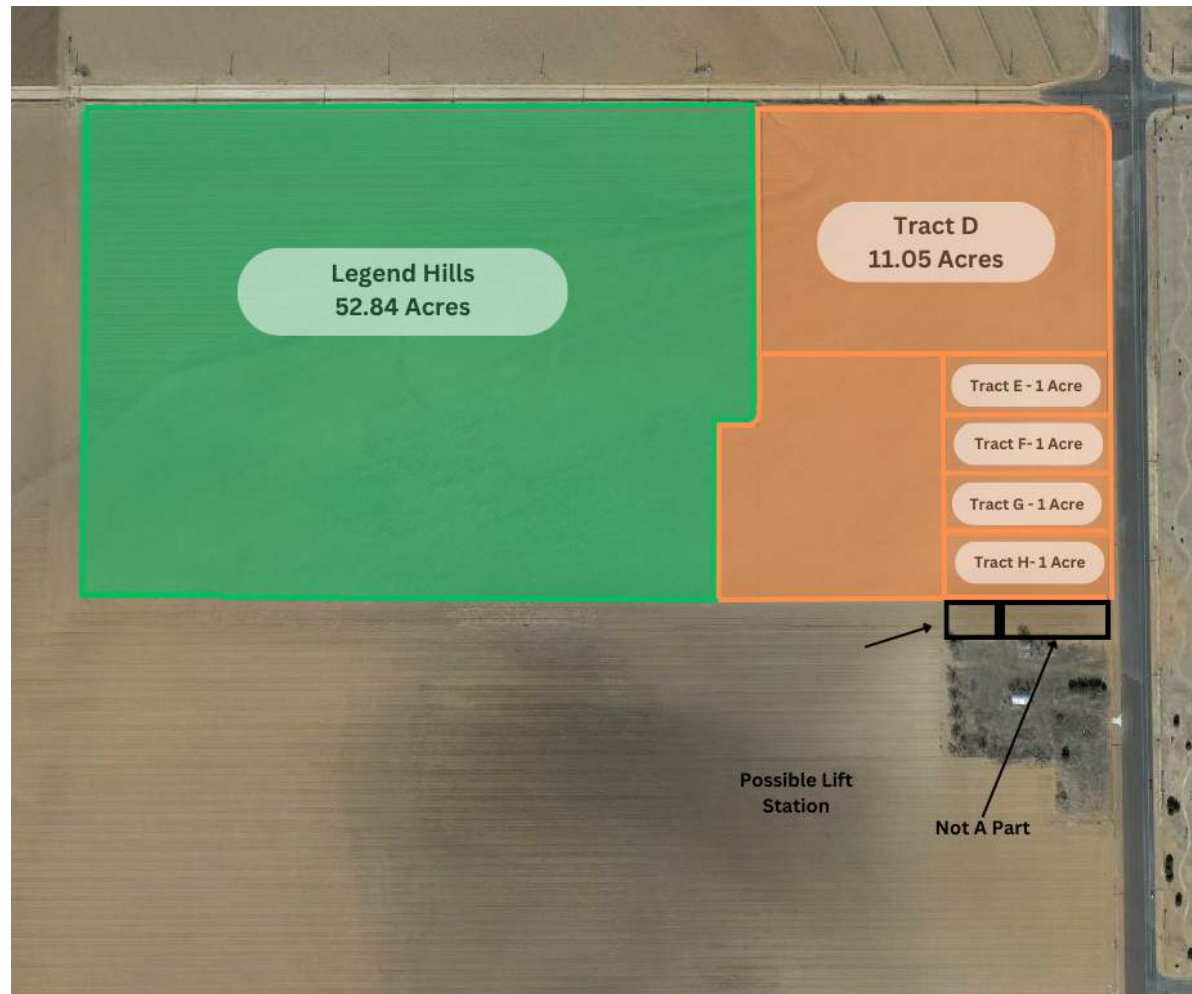 Legend Hills
52.84 Acres
Tract D
11.05 Acres
Tract E - 1 Acre
Tract F- 1 Acre
Tract G - 1 Acre
Tract H- 1 Acre
Possible Lift
Station
Not A Part